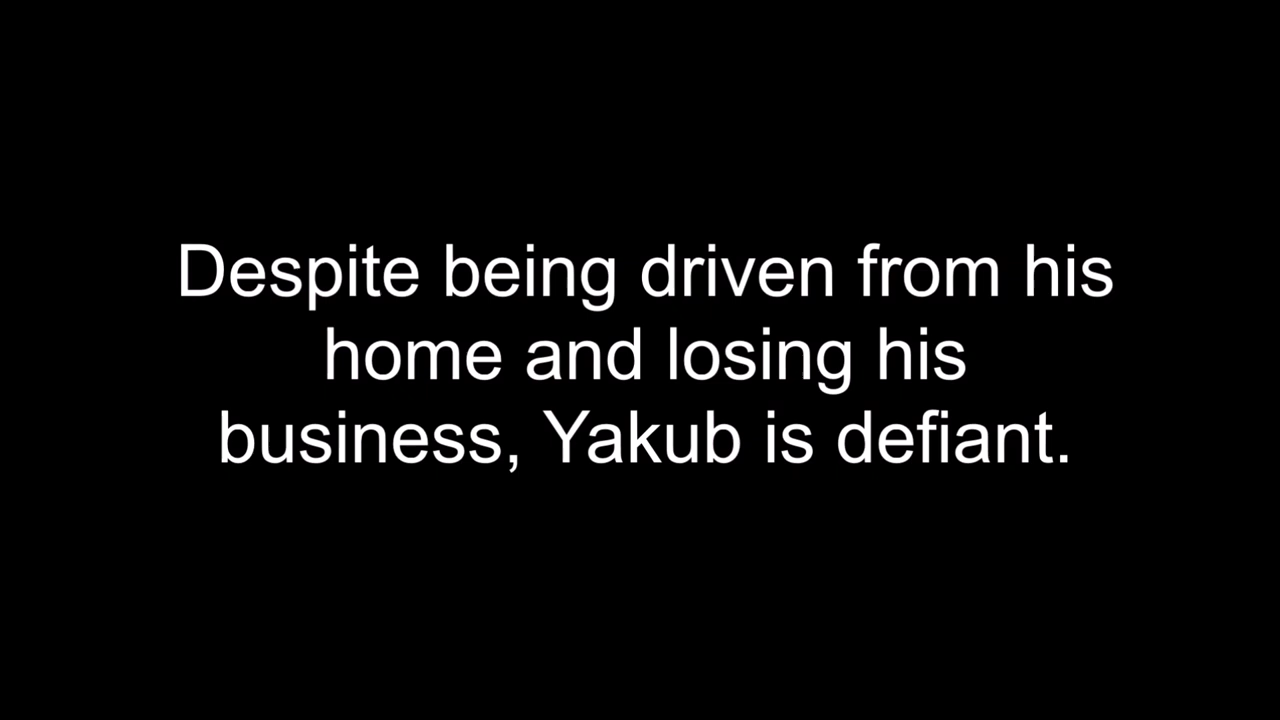 Despite being driven from his
home and losing his
business, Yakub is defiant.